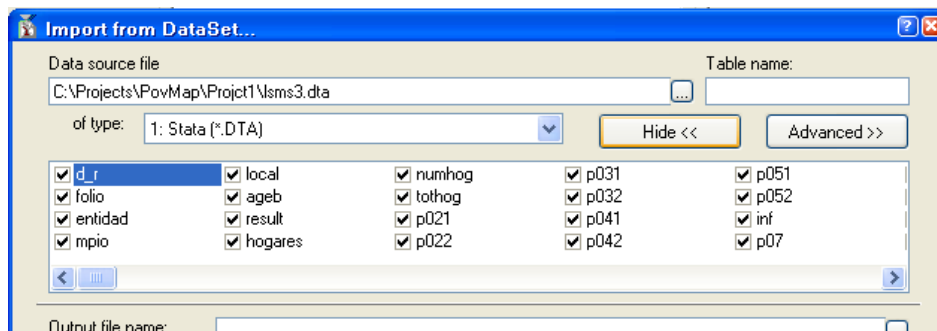 Import from DataSet...
Data source file Table name:
C:\Projects\PovMap\Projct1\lsms3.dta ...
of type: 1: Stata (*.DTA) Hide << Advanced >>
d_r local numhog p031 p051
folio ageb tothog p032 p052
entidad result p021 p041 inf
mpio hogares p022 p042 p07
Output file name: